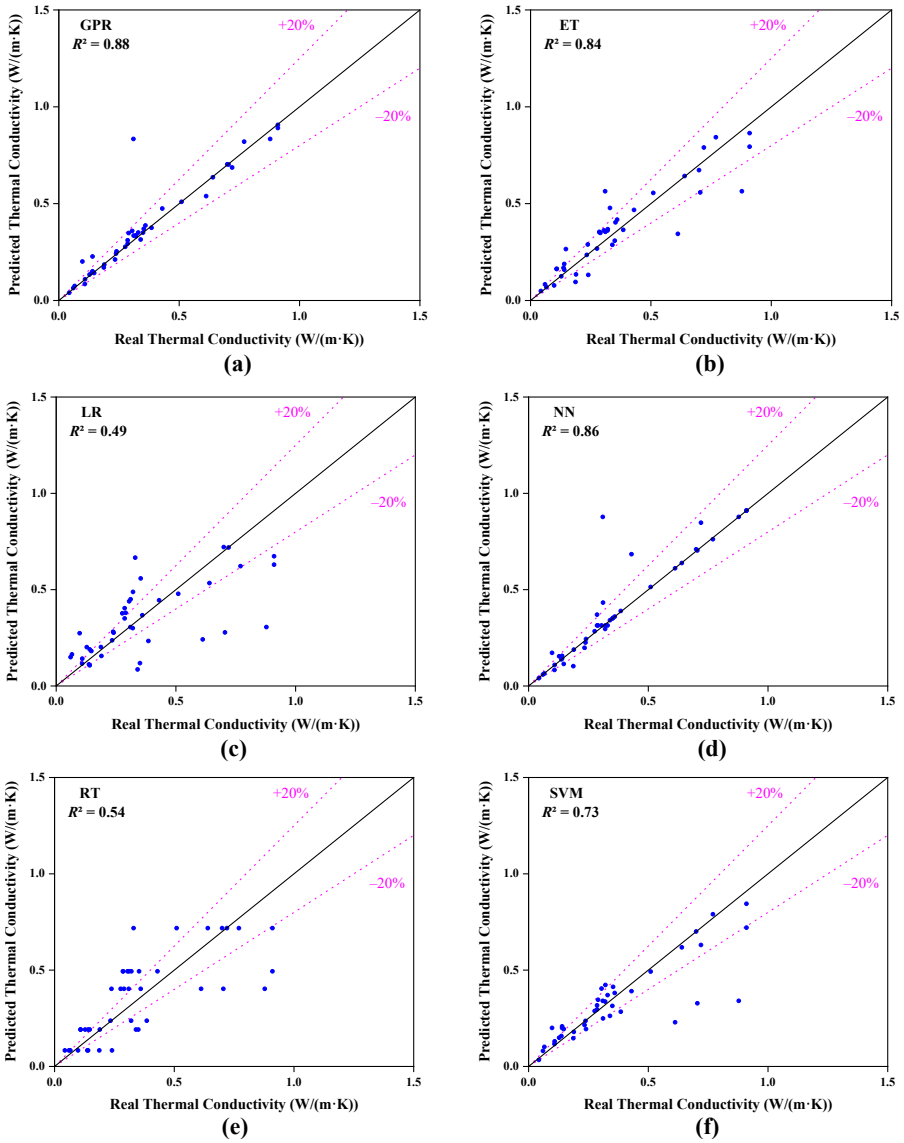 GPR
R² = 0.88
+20%
–20%
Predicted Thermal Conductivity (W/(m·K))
1.5
1.0
0.5
0.0
0.0 0.5 1.0 1.5
Real Thermal Conductivity (W/(m·K))
(a)
ET
R² = 0.84
+20%
–20%
Predicted Thermal Conductivity (W/(m·K))
1.5
1.0
0.5
0.0
0.0 0.5 1.0 1.5
Real Thermal Conductivity (W/(m·K))
(b)
LR
R² = 0.49
+20%
–20%
Predicted Thermal Conductivity (W/(m·K))
1.5
1.0
0.5
0.0
0.0 0.5 1.0 1.5
Real Thermal Conductivity (W/(m·K))
(c)
NN
R² = 0.86
+20%
–20%
Predicted Thermal Conductivity (W/(m·K))
1.5
1.0
0.5
0.0
0.0 0.5 1.0 1.5
Real Thermal Conductivity (W/(m·K))
(d)
RT
R² = 0.54
+20%
–20%
Predicted Thermal Conductivity (W/(m·K))
1.5
1.0
0.5
0.0
0.0 0.5 1.0 1.5
Real Thermal Conductivity (W/(m·K))
(e)
SVM
R² = 0.73
+20%
–20%
Predicted Thermal Conductivity (W/(m·K))
1.5
1.0
0.5
0.0
0.0 0.5 1.0 1.5
Real Thermal Conductivity (W/(m·K))
(f)